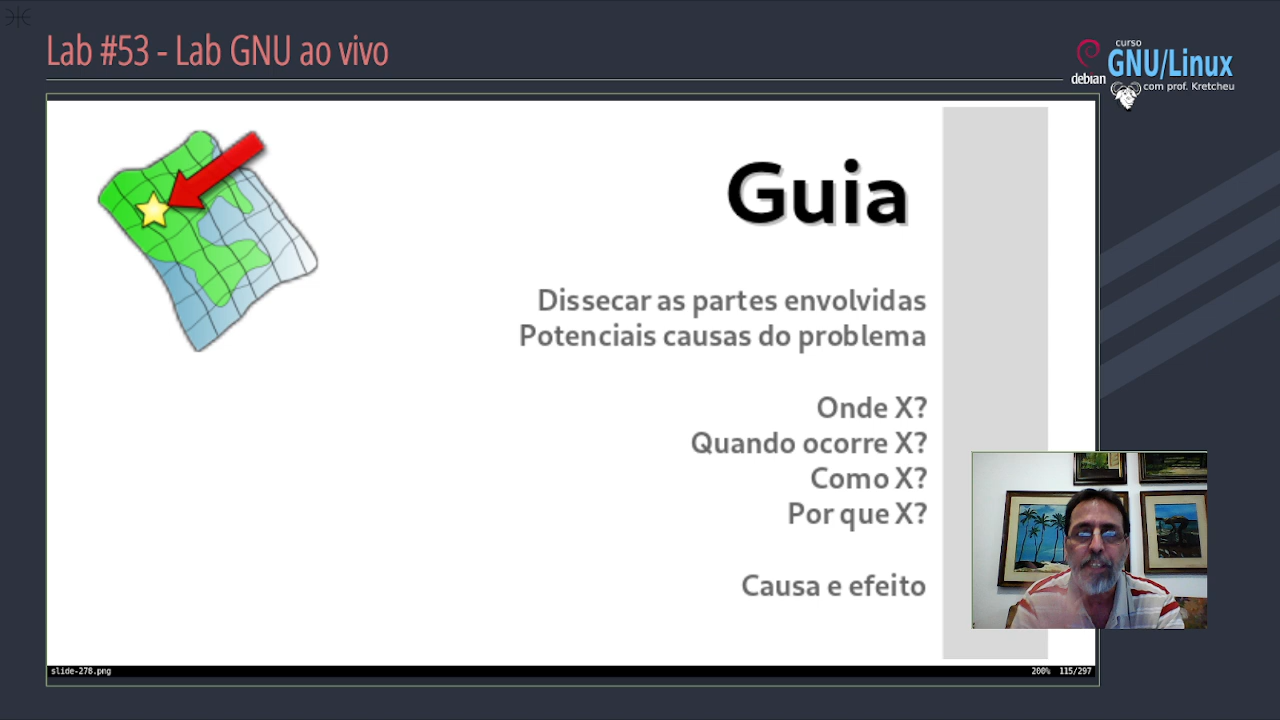 Lab #53 - Lab GNU ao vivo
curso
GNU/Linux
debian
com prof. Kretcheu
Guia
Dissecar as partes envolvidas
Potenciais causas do problema
Onde X?
Quando ocorre X?
Como X?
Por que X?
Causa e efeito
slide-278.png
200% 115/297